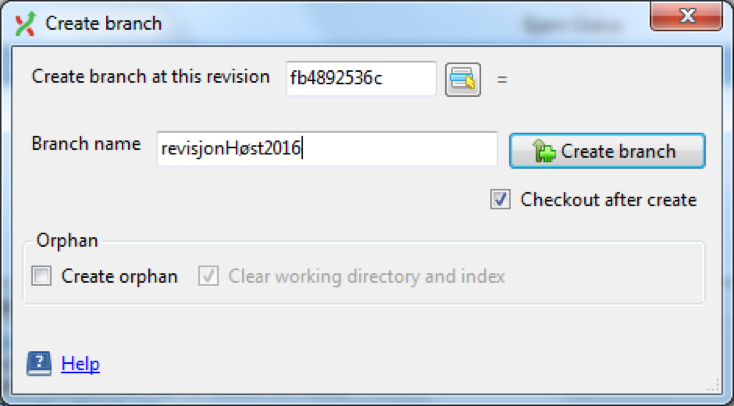 Create branch
Create branch at this revision fb4892536c =
Branch name revisjonHøst2016 Create branch
Checkout after create
Orphan
Create orphan Clear working directory and index
? Help